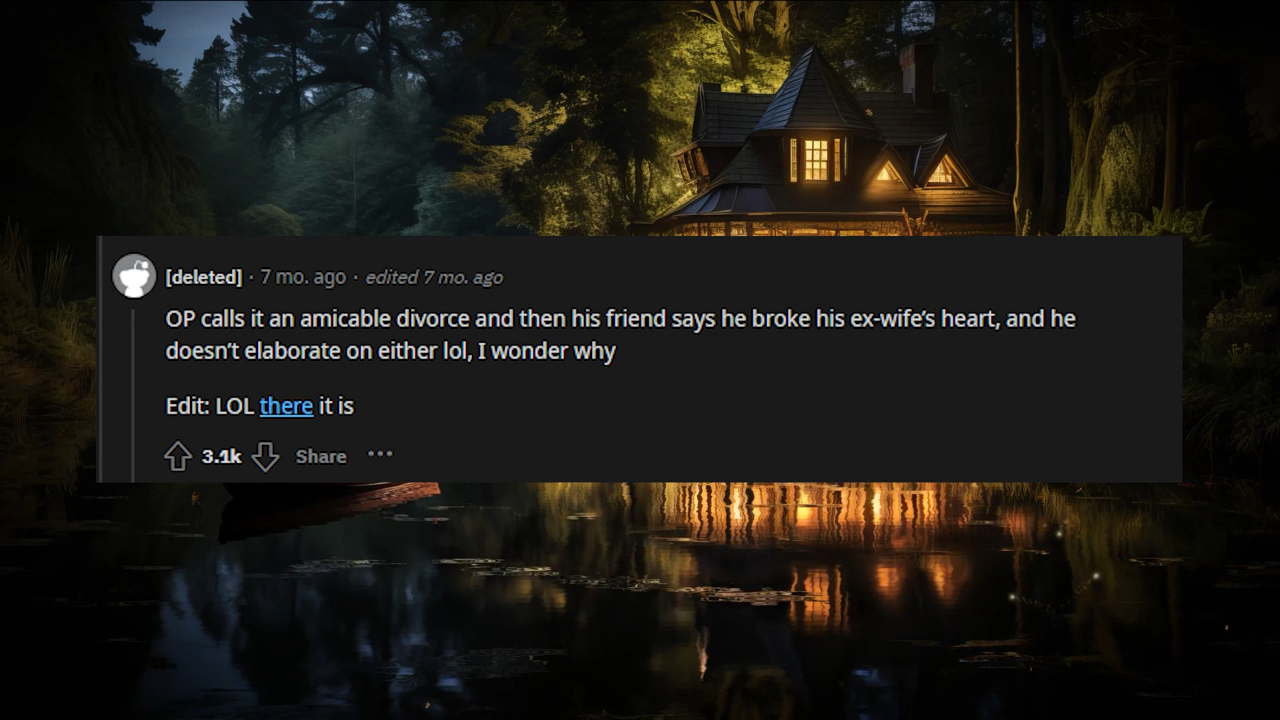 [deleted] · 7 mo. ago · edited 7 mo. ago
OP calls it an amicable divorce and then his friend says he broke his ex-wife’s heart, and he
doesn’t elaborate on either lol, I wonder why
Edit: LOL there it is
3.1k Share ···